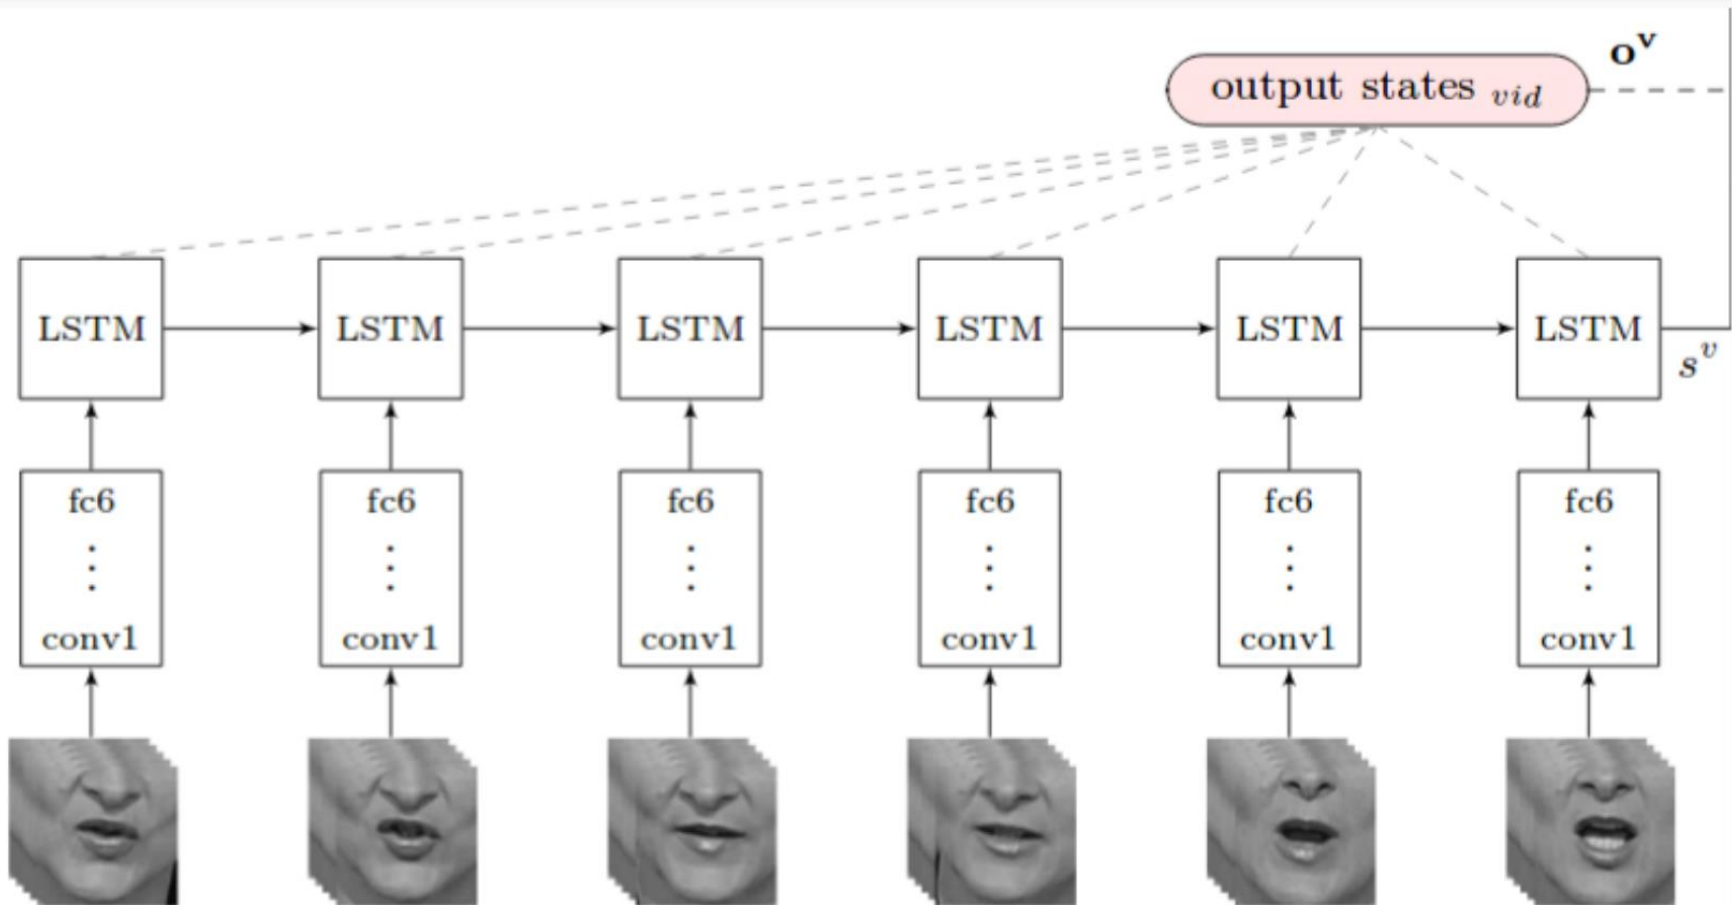 o^v
output states vid
LSTM LSTM LSTM LSTM LSTM LSTM
s^v
fc6 fc6 fc6 fc6 fc6 fc6
⋮ ⋮ ⋮ ⋮ ⋮ ⋮
conv1 conv1 conv1 conv1 conv1 conv1